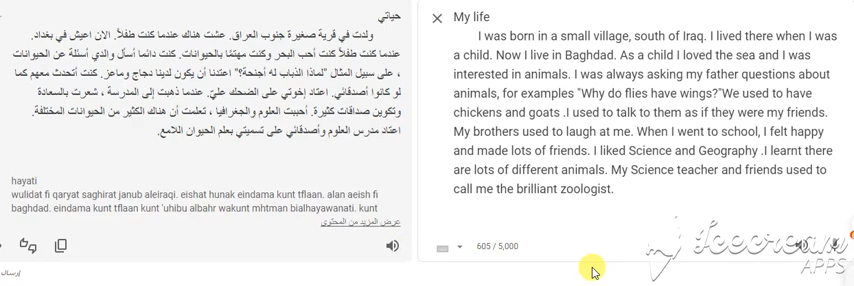 حياتي
ولدت في قرية صغيرة جنوب العراق. عشت هناك عندما كنت طفلاً. الان اعيش في بغداد.
عندما كنت طفلاً كنت أحب البحر وكنت مهتمًا بالحيوانات. كنت دائما أسأل والدي أسئلة عن الحيوانات
، على سبيل المثال "لماذا الذباب له أجنحة؟" اعتدنا أن يكون لدينا دجاج وماعز. كنت أتحدث معهم كما
لو كانوا أصدقائي. اعتاد إخوتي على الضحك عليّ. عندما ذهبت إلى المدرسة ، شعرت بالسعادة
وتكوين صداقات كثيرة. أحببت العلوم والجغرافيا ، تعلمت أن هناك الكثير من الحيوانات المختلفة.
اعتاد مدرس العلوم وأصدقائي على تسميتي بعلم الحيوان اللامع.
hayati
wulidat fi qaryat saghirat janub aleiraqi. eishat hunak eindama kunt tflaan. alan aeish fi
baghdad. eindama kunt tflaan kunt 'uhibu albahr wakunt mhtman bialhayawanati. kunt
عرض المزيد من المحتوى
إرسال
My life
I was born in a small village, south of Iraq. I lived there when I was
a child. Now I live in Baghdad. As a child I loved the sea and I was
interested in animals. I was always asking my father questions about
animals, for examples "Why do flies have wings?"We used to have
chickens and goats .I used to talk to them as if they were my friends.
My brothers used to laugh at me. When I went to school, I felt happy
and made lots of friends. I liked Science and Geography .I learnt there
are lots of different animals. My Science teacher and friends used to
call me the brilliant zoologist.
605 / 5,000
Icecream
APPS